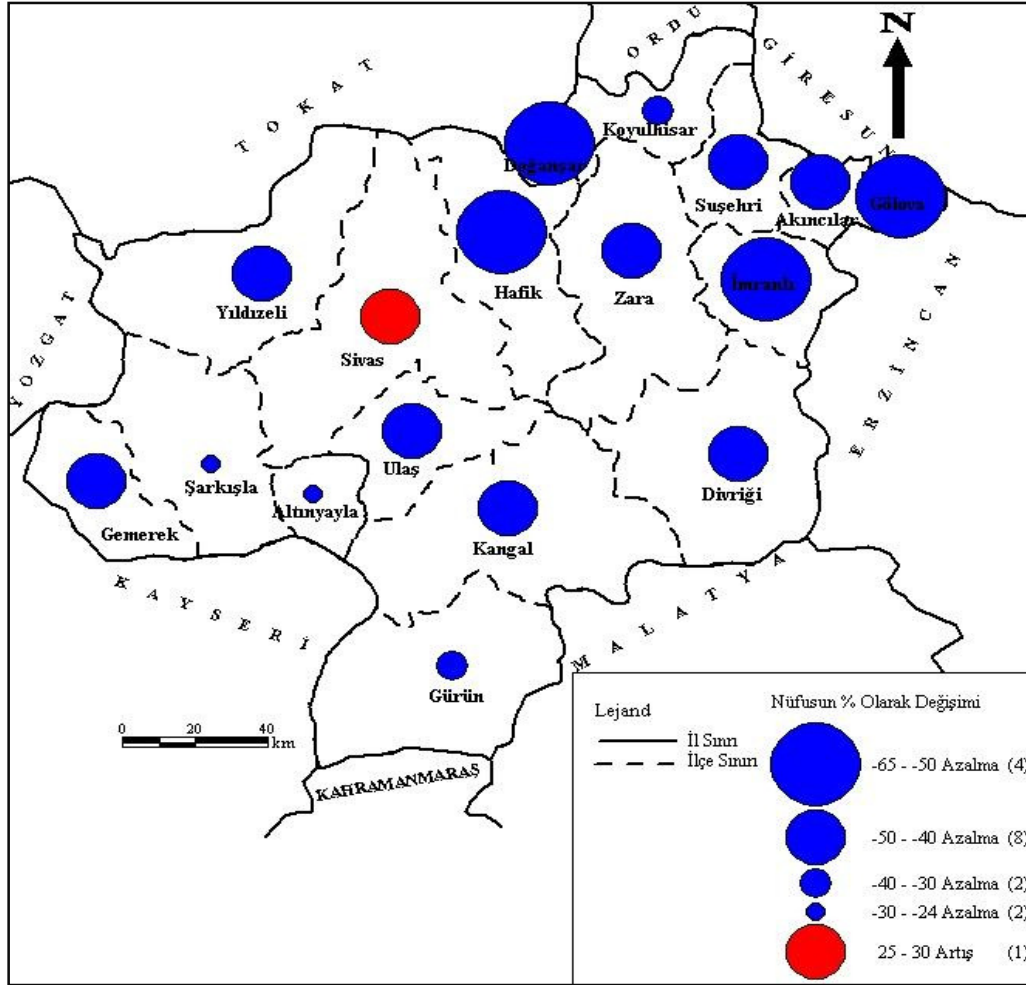 N
ORDU
GİRESUN
TOKAT
Koyulhisar
Doğanşar
Suşehri
Akıncılar
Gölova
Hafik
Zara
İmranlı
Yıldızeli
YOZGAT
Sivas
ERZİNCAN
Ulaş
Şarkışla
Divriği
Altınyayla
Gemerek
Kangal
KAYSERİ
MALATYA
Gürün
0 20 40
km
KAHRAMANMARAŞ
Lejand
İl Sınrı
İlçe Sınırı
Nüfusun % Olarak Değişimi
-65 - -50 Azalma (4)
-50 - -40 Azalma (8)
-40 - -30 Azalma (2)
-30 - -24 Azalma (2)
25 - 30 Artış (1)